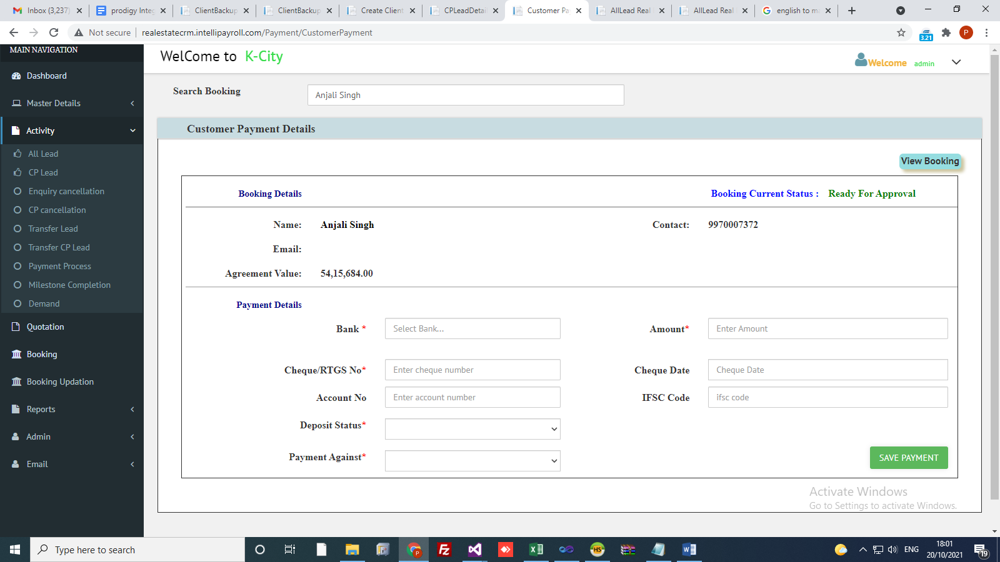 Inbox (3,237
prodigy Integ
ClientBackup
ClientBackup
Create Client
CPLeadDetai
Customer Pa
AllLead Real
AllLead Real
english to ma
Not secure
realestatecrm.intellipayroll.com/Payment/CustomerPayment
3.21
P
MAIN NAVIGATION
Dashboard
Master Details
Activity
All Lead
CP Lead
Enquiry cancellation
CP cancellation
Transfer Lead
Transfer CP Lead
Payment Process
Milestone Completion
Demand
Quotation
Booking
Booking Updation
Reports
Admin
Email
WelCome to K-City
Welcome admin
Search Booking
Anjali Singh
Customer Payment Details
View Booking
Booking Details
Booking Current Status : Ready For Approval
Name: Anjali Singh
Contact: 9970007372
Email:
Agreement Value: 54,15,684.00
Payment Details
Bank * Select Bank...
Amount* Enter Amount
Cheque/RTGS No* Enter cheque number
Cheque Date Cheque Date
Account No Enter account number
IFSC Code ifsc code
Deposit Status*
Payment Against*
SAVE PAYMENT
Activate Windows
Go to Settings to activate Windows.
Type here to search
ENG
18:01
20/10/2021
19